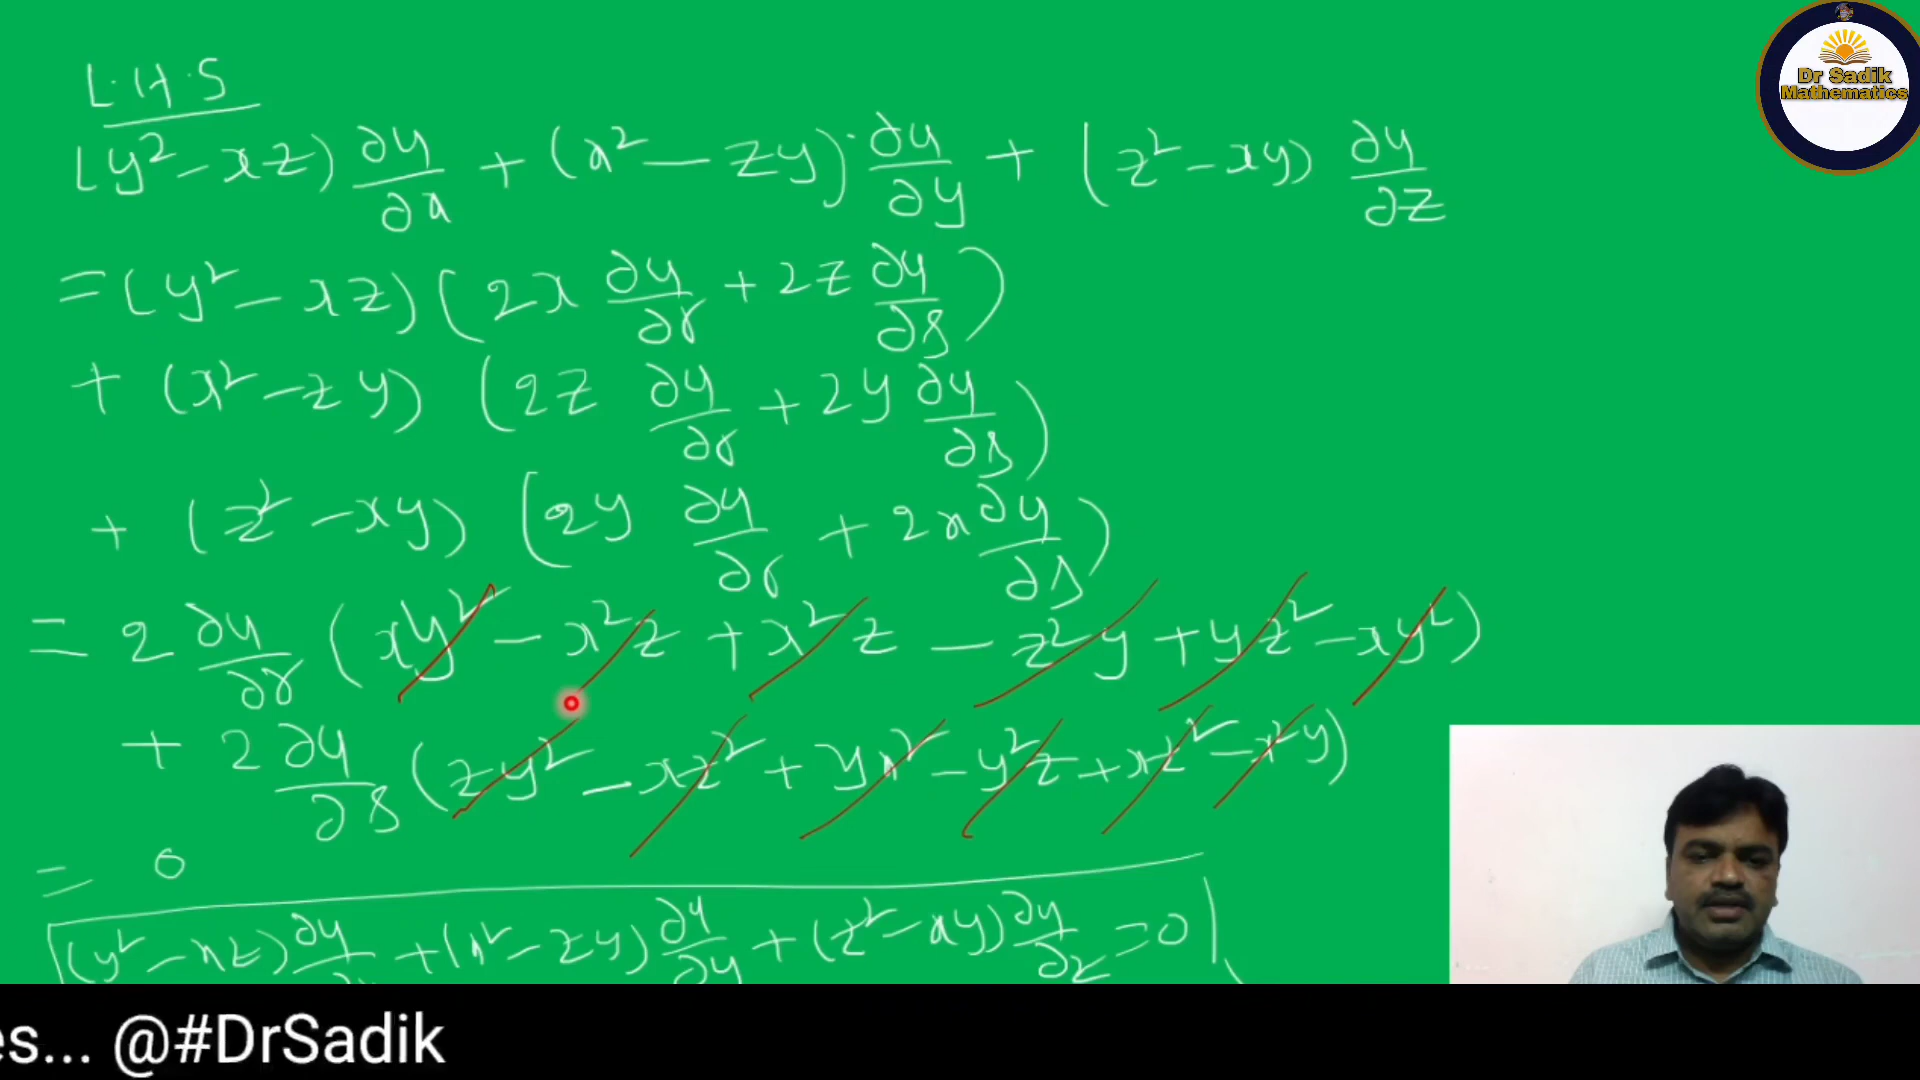 L.H.S
(y² - xz) ∂u/∂x + (x² - zy) · ∂u/∂y + (z² - xy) ∂u/∂z
= (y² - xz) (2x ∂u/∂r + 2z ∂u/∂s)
+ (x² - zy) (2z ∂u/∂r + 2y ∂u/∂s)
+ (z² - xy) (2y ∂u/∂r + 2x ∂u/∂s)
= 2 ∂u/∂r (xy² - x²z + x²z - z²y + yz² - xy²)
+ 2 ∂u/∂s (zy² - xz² + yx² - y²z + xz² - x²y)
= 0
(y² - xz) ∂u/ + (x² - zy) ∂u/∂y + (z² - xy) ∂u/∂z = 0
Dr Sadik
Mathematics
es... @#DrSadik